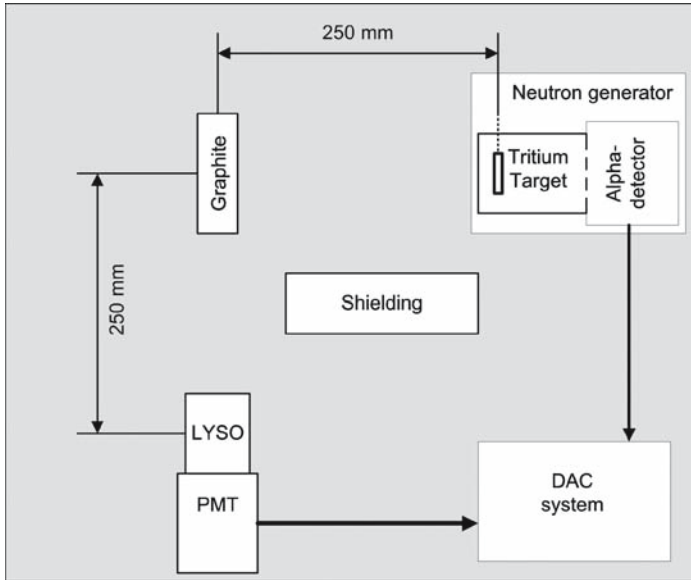 250 mm
Neutron generator
Graphite
Tritium
Target
Alpha-
detector
250 mm
Shielding
LYSO
PMT
DAC
system